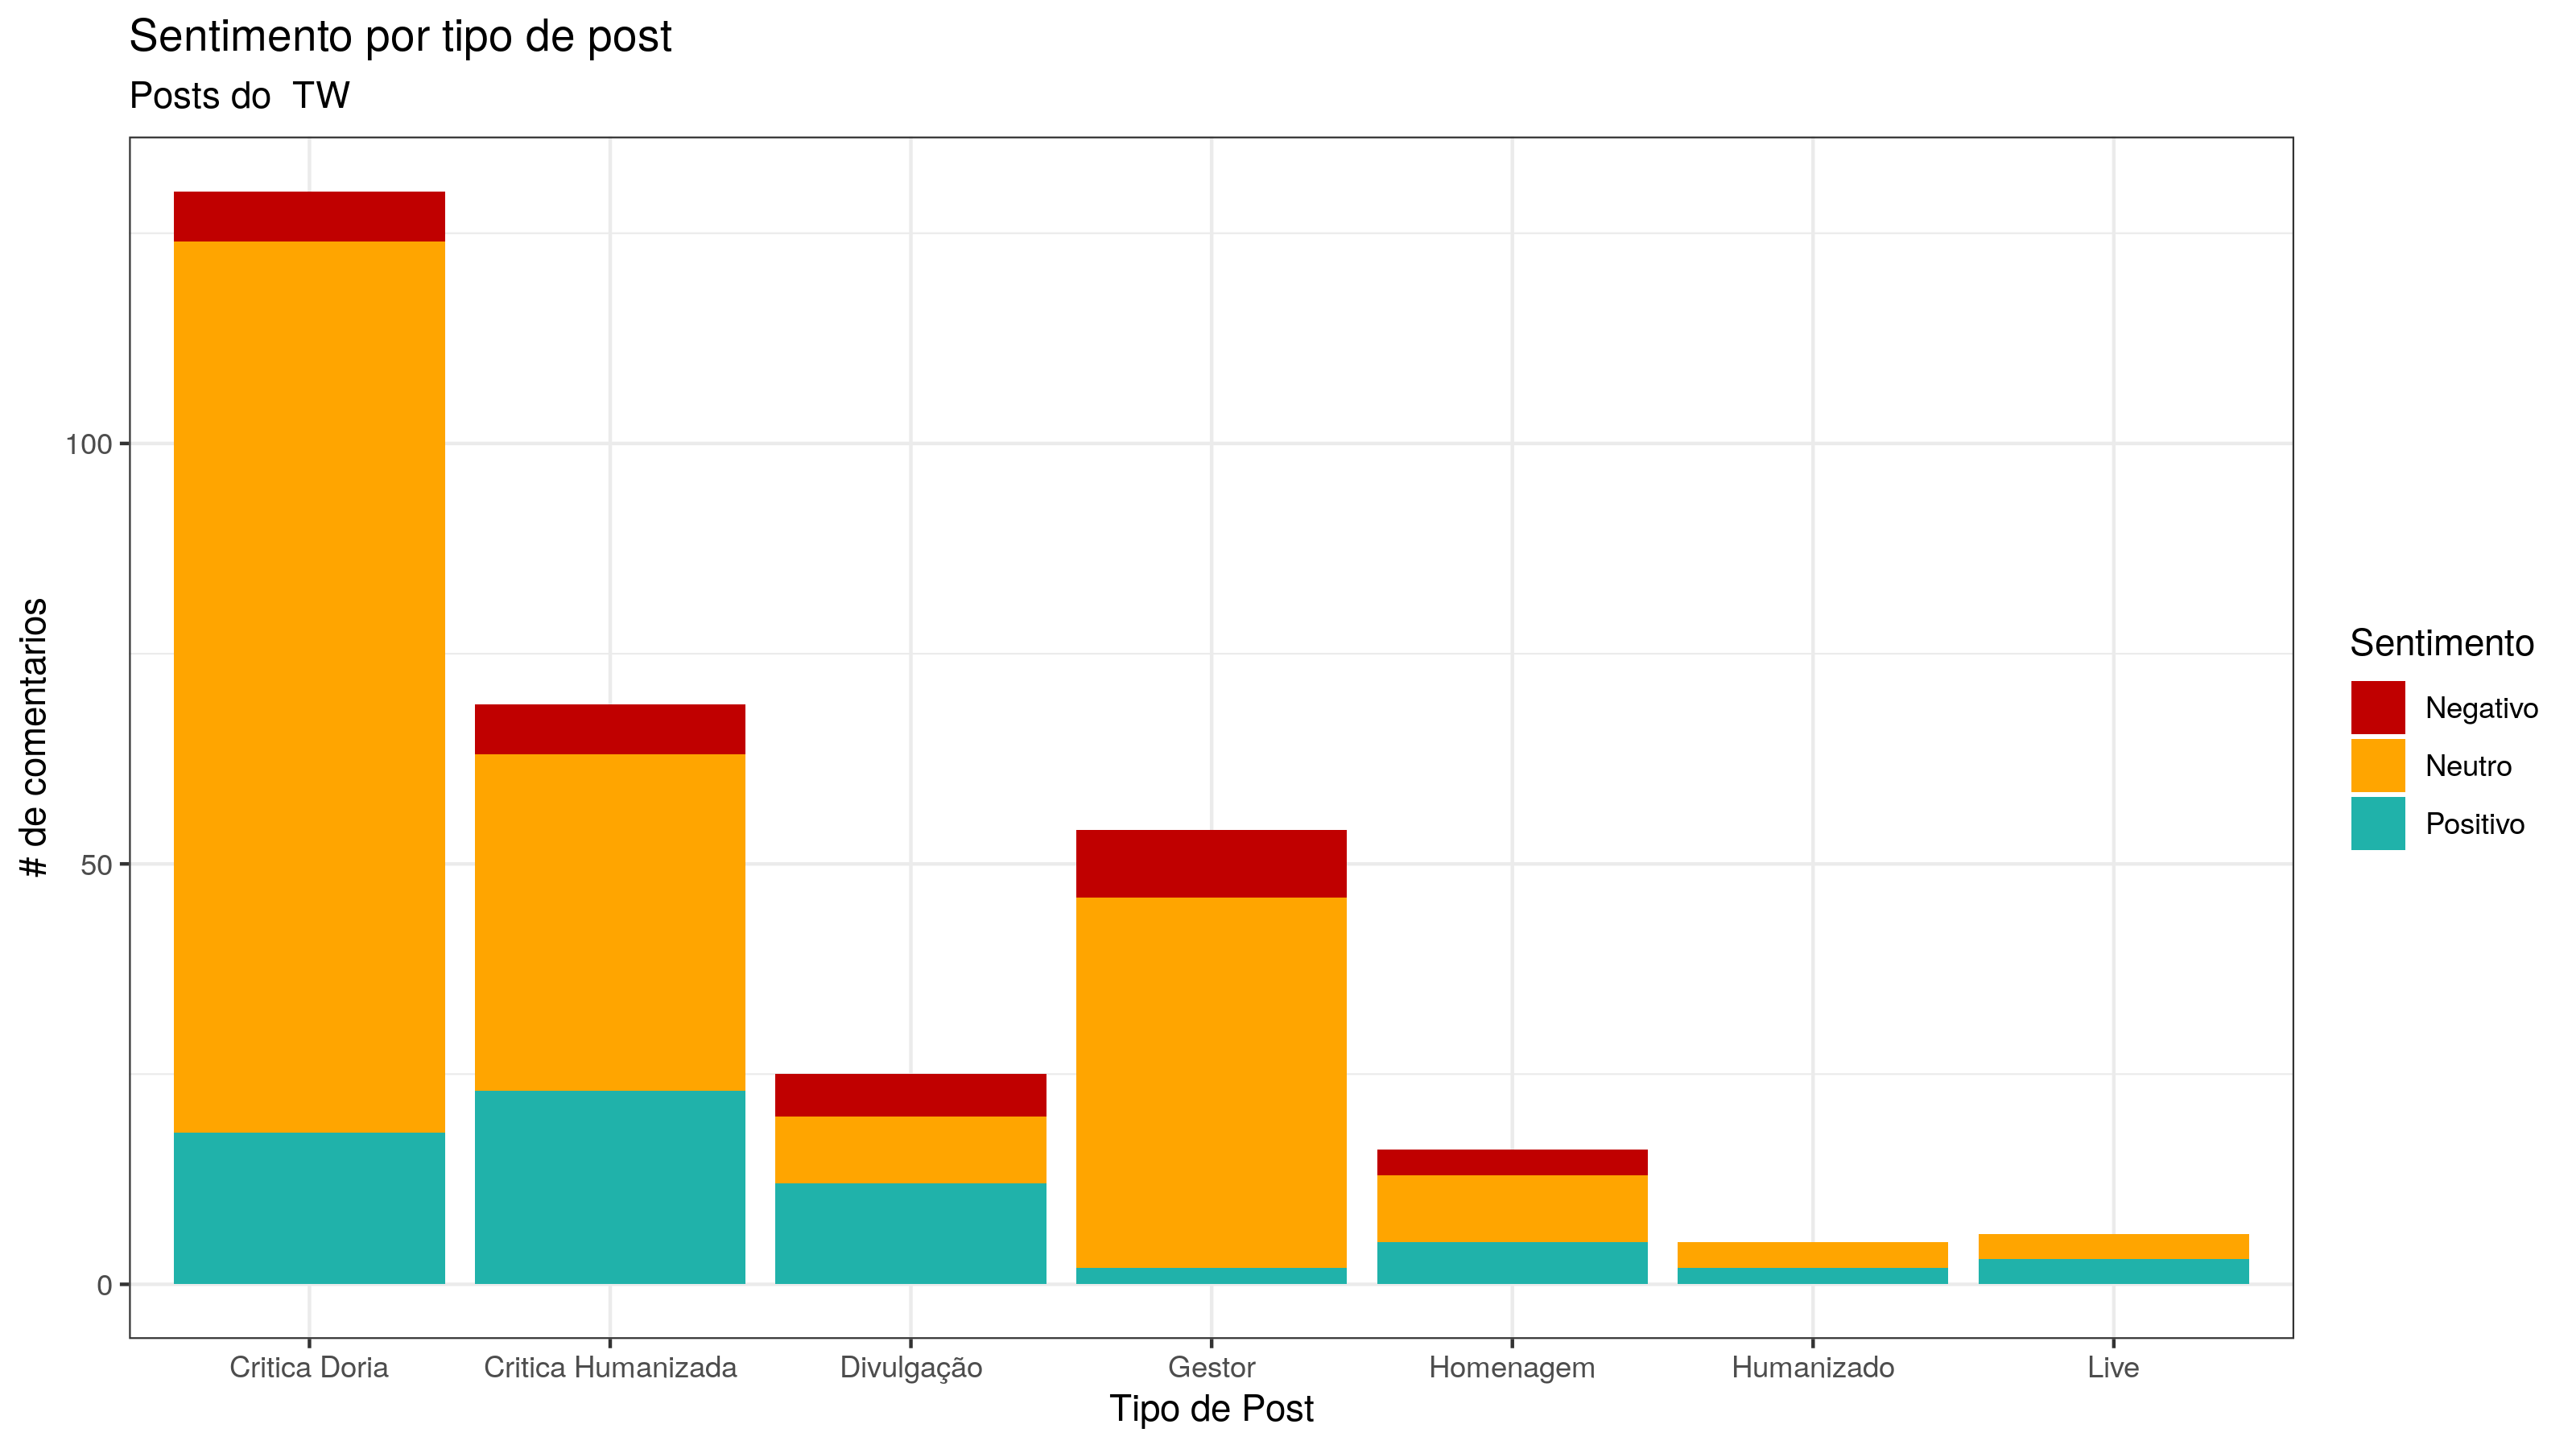 Sentimento por tipo de post
Posts do  TW
# de comentarios
100
50
0
Critica Doria
Critica Humanizada
Divulgação
Gestor
Homenagem
Humanizado
Live
Tipo de Post
Sentimento
Negativo
Neutro
Positivo